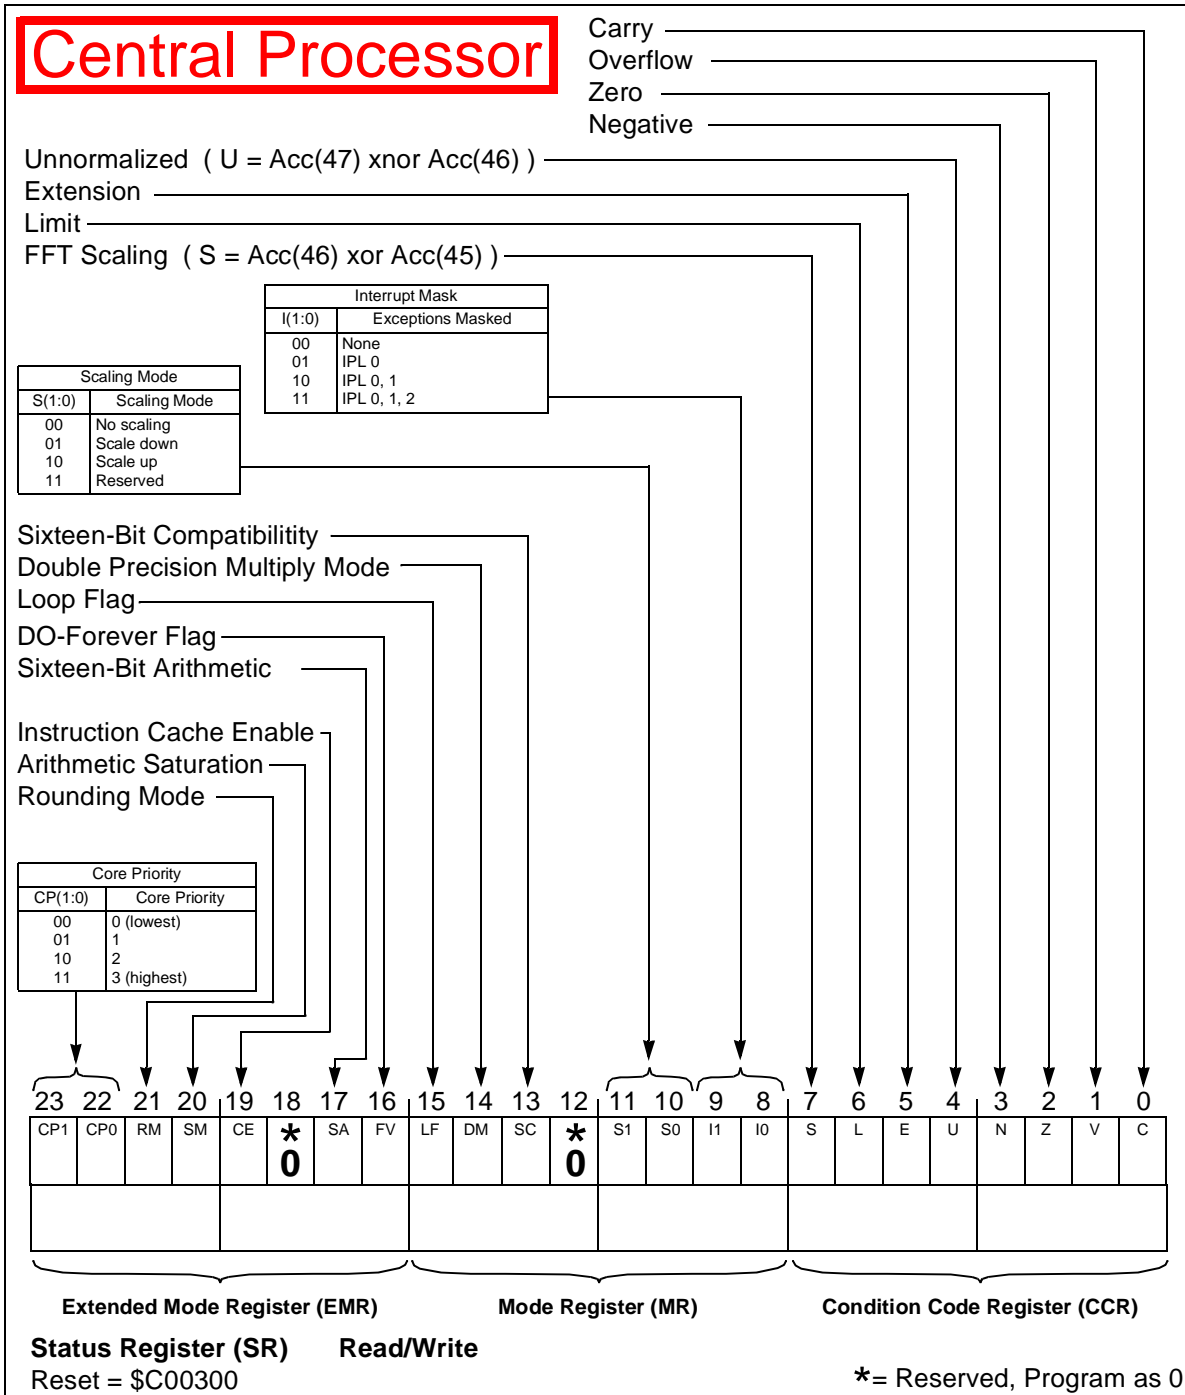 Central Processor
Carry
Overflow
Zero
Negative
Unnormalized ( U = Acc(47) xnor Acc(46) )
Extension
Limit
FFT Scaling ( S = Acc(46) xor Acc(45) )
Interrupt Mask
I(1:0) Exceptions Masked
00 None
01 IPL 0
10 IPL 0, 1
11 IPL 0, 1, 2
Scaling Mode
S(1:0) Scaling Mode
00 No scaling
01 Scale down
10 Scale up
11 Reserved
Sixteen-Bit Compatibilitity
Double Precision Multiply Mode
Loop Flag
DO-Forever Flag
Sixteen-Bit Arithmetic
Instruction Cache Enable
Arithmetic Saturation
Rounding Mode
Core Priority
CP(1:0) Core Priority
00 0 (lowest)
01 1
10 2
11 3 (highest)
23 22 21 20 19 18 17 16 15 14 13 12 11 10 9 8 7 6 5 4 3 2 1 0
CP1 CP0 RM SM CE * SA FV LF DM SC * S1 S0 I1 I0 S L E U N Z V C
0 0
Extended Mode Register (EMR) Mode Register (MR) Condition Code Register (CCR)
Status Register (SR) Read/Write
Reset = $C00300
*= Reserved, Program as 0